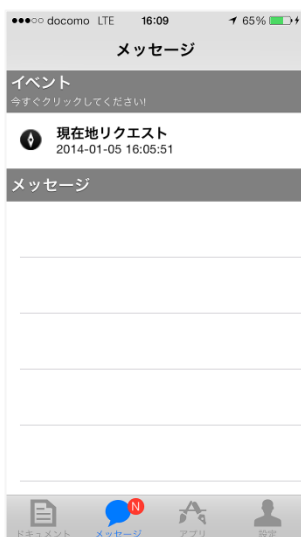 docomo LTE 16:09 65%
メッセージ
イベント
今すぐクリックしてください!
現在地リクエスト
2014-01-05 16:05:51
メッセージ
N
ドキュメント メッセージ アプリ 設定